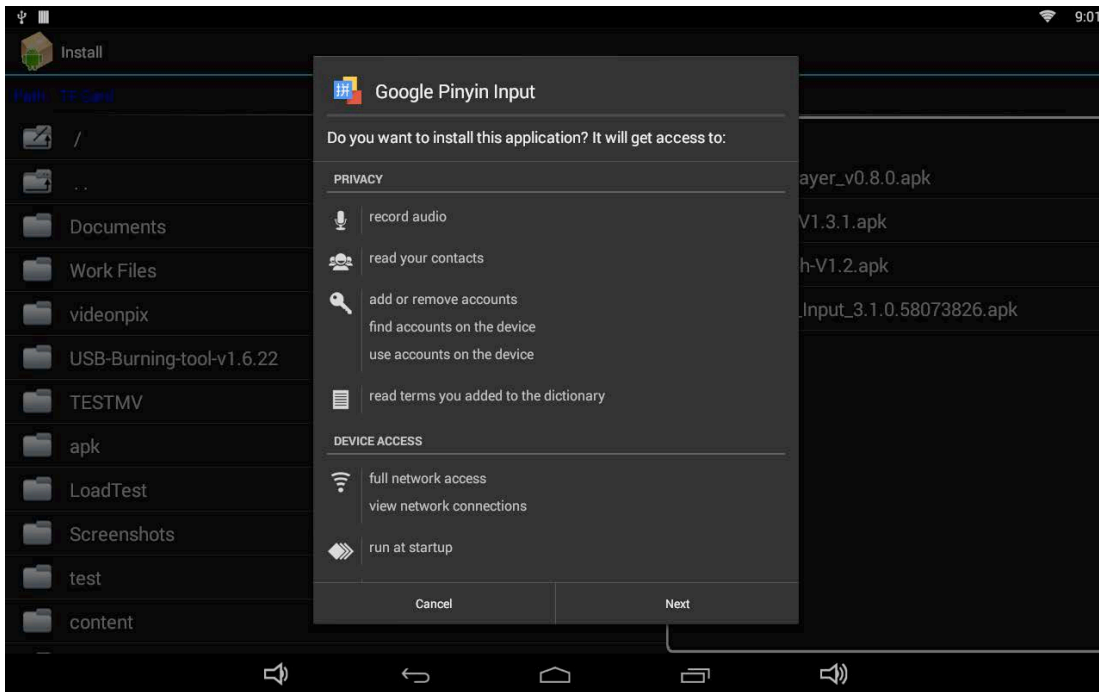 9:01
Install
Path: TF Card
Google Pinyin Input
Do you want to install this application? It will get access to:
/
PRIVACY
..
ayer_v0.8.0.apk
record audio
Documents
V1.3.1.apk
read your contacts
Work Files
h-V1.2.apk
add or remove accounts
videonpix
find accounts on the device
_Input_3.1.0.58073826.apk
use accounts on the device
USB-Burning-tool-v1.6.22
TESTMV
read terms you added to the dictionary
apk
DEVICE ACCESS
full network access
LoadTest
view network connections
Screenshots
run at startup
test
Cancel
Next
content